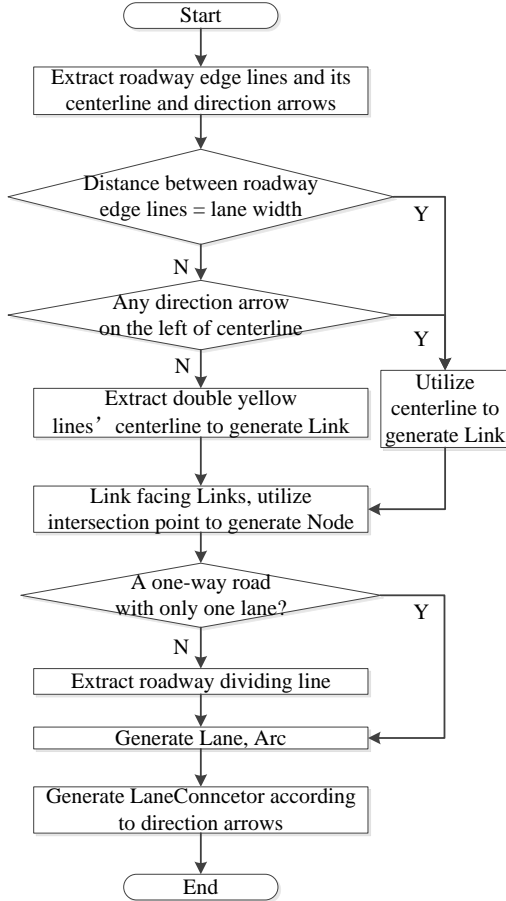 Start
Extract roadway edge lines and its
centerline and direction arrows
Distance between roadway
edge lines = lane width
Y
N
Any direction arrow
on the left of centerline
Y
N
Extract double yellow
lines’ centerline to generate Link
Utilize
centerline to
generate Link
Link facing Links, utilize
intersection point to generate Node
A one-way road
with only one lane?
Y
N
Extract roadway dividing line
Generate Lane, Arc
Generate LaneConncetor according
to direction arrows
End